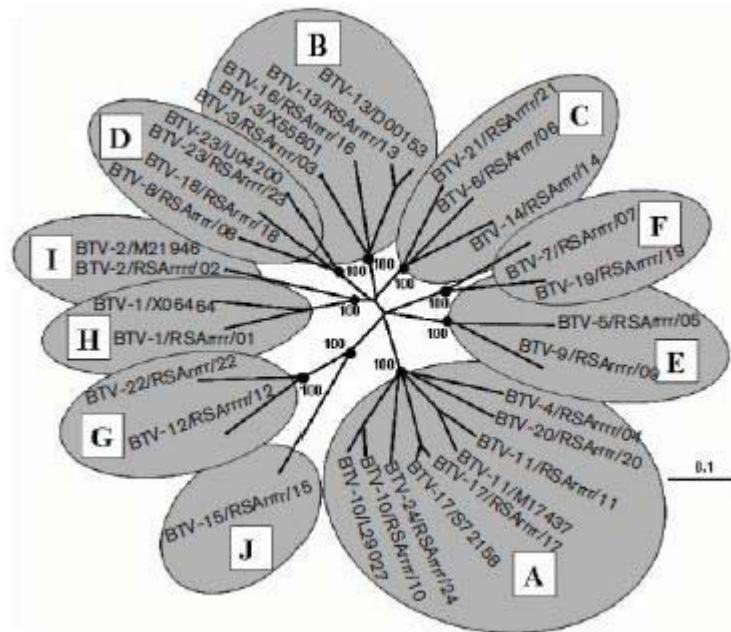 B
BTV-13/D00153
BTV-13/RSArrrr/13
BTV-16/RSArrrr/16
BTV-3/X55801
BTV-3/RSArrrr/03
C
BTV-21/RSArrrr/21
BTV-6/RSArrrr/06
BTV-14/RSArrrr/14
D
BTV-23/U04200
BTV-23/RSArrrr/23
BTV-18/RSArrrr/18
BTV-8/RSArrrr/08
F
BTV-7/RSArrrr/07
BTV-19/RSArrrr/19
I
BTV-2/M21946
BTV-2/RSArrrr/02
H
BTV-1/X06464
BTV-1/RSArrrr/01
E
BTV-5/RSArrrr/05
BTV-9/RSArrrr/09
G
BTV-22/RSArrrr/22
BTV-12/RSArrrr/12
J
BTV-15/RSArrrr/15
A
BTV-4/RSArrrr/04
BTV-20/RSArrrr/20
BTV-11/RSArrrr/11
BTV-11/M17437
BTV-17/RSArrrr/17
BTV-17/S72158
BTV-24/RSArrrr/24
BTV-10/RSArrrr/10
BTV-10/L29027
100
100
100
100
100
100
100
100
100
0.1